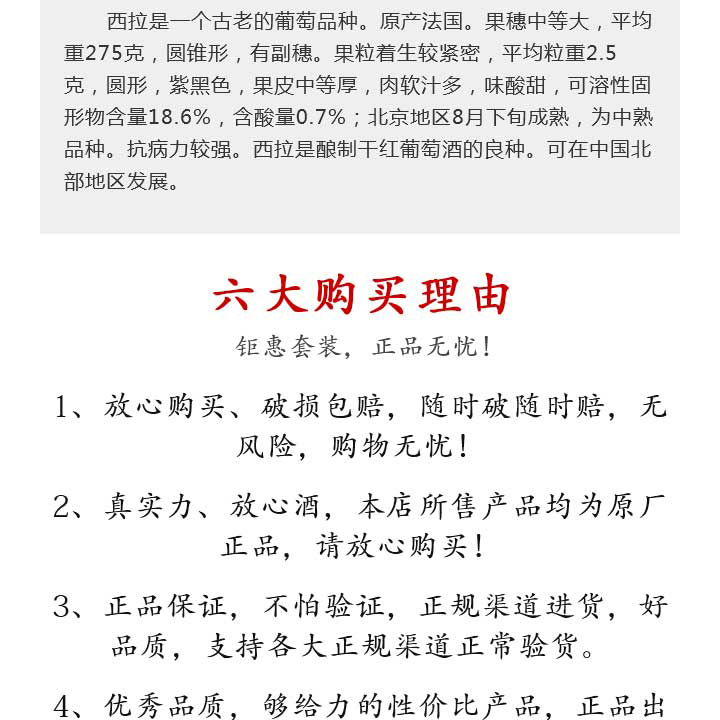 西拉是一个古老的葡萄品种。原产法国。果穗中等大，平均
重275克，圆锥形，有副穗。果粒着生较紧密，平均粒重2.5
克，圆形，紫黑色，果皮中等厚，肉软汁多，味酸甜，可溶性固
形物含量18.6%，含酸量0.7%；北京地区8月下旬成熟，为中熟
品种。抗病力较强。西拉是酿制干红葡萄酒的良种。可在中国北
部地区发展。
六大购买理由
钜惠套装，正品无忧！
1、放心购买、破损包赔，随时破随时赔，无
风险，购物无忧！
2、真实力、放心酒，本店所售产品均为原厂
正品，请放心购买！
3、正品保证，不怕验证，正规渠道进货，好
品质，支持各大正规渠道正常验货。
4、优秀品质，够给力的性价比产品，正品出